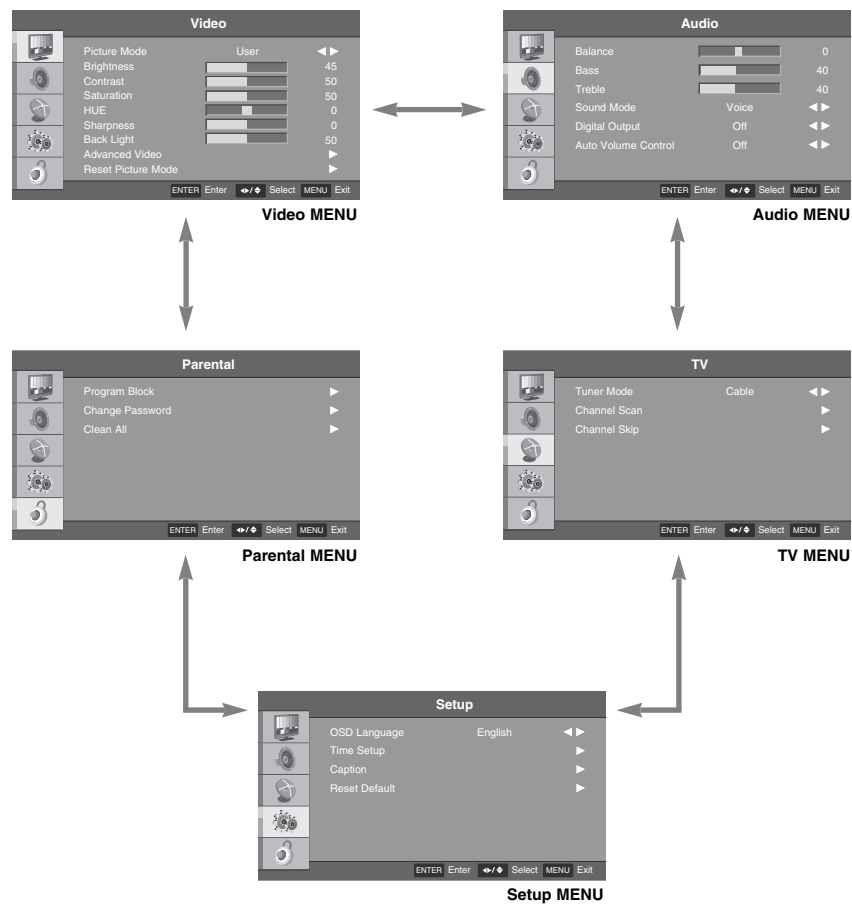 Video
Picture Mode User
Brightness 45
Contrast 50
Saturation 50
HUE 0
Sharpness 0
Back Light 50
Advanced Video
Reset Picture Mode
ENTER Enter Select MENU Exit
Video MENU
Audio
Balance 0
Bass 40
Treble 40
Sound Mode Voice
Digital Output Off
Auto Volume Control Off
ENTER Enter Select MENU Exit
Audio MENU
Parental
Program Block
Change Password
Clean All
ENTER Enter Select MENU Exit
Parental MENU
TV
Tuner Mode Cable
Channel Scan
Channel Skip
ENTER Enter Select MENU Exit
TV MENU
Setup
OSD Language English
Time Setup
Caption
Reset Default
ENTER Enter Select MENU Exit
Setup MENU